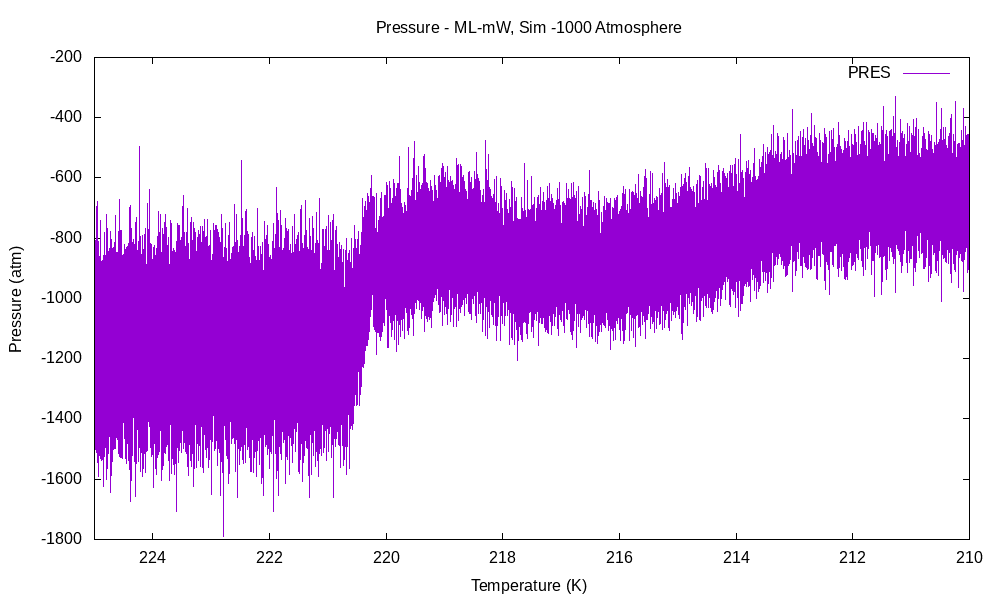 Pressure - ML-mW, Sim -1000 Atmosphere
PRES
-200
-400
-600
-800
-1000
-1200
-1400
-1600
-1800
Pressure (atm)
224 222 220 218 216 214 212 210
Temperature (K)